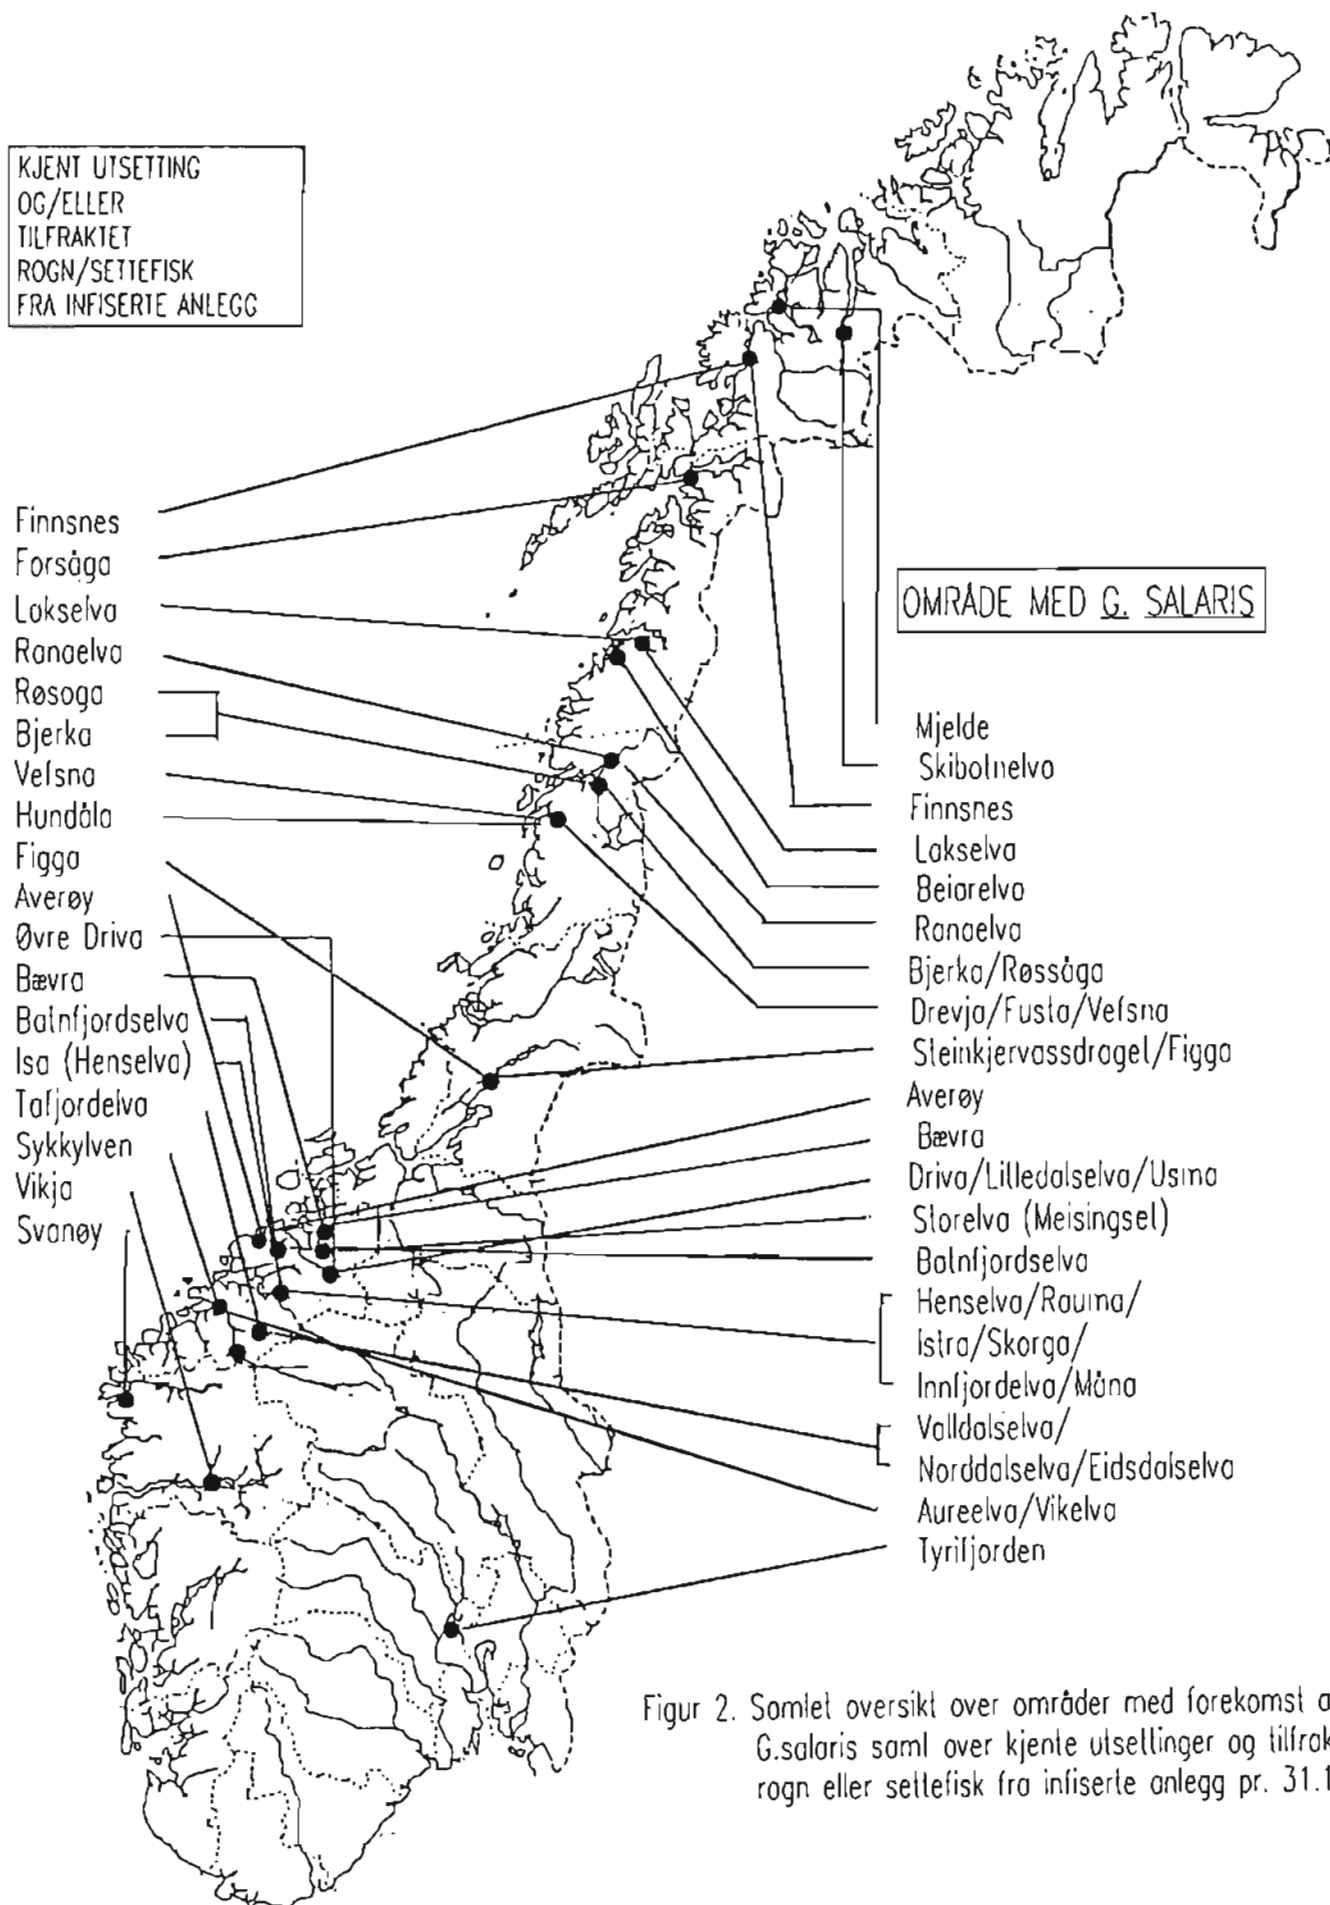 KJENT UTSETTING
OG/ELLER
TILFRAKTET
ROGN/SETTEFISK
FRA INFISERTE ANLEGG
Finnsnes
Forsåga
Lakselva
Ranaelva
Røsoga
Bjerka
Vefsna
Hundåla
Figga
Averøy
Øvre Driva
Bævra
Batnfjordselva
Isa (Henselva)
Tafjordelva
Sykkylven
Vikja
Svanøy
OMRÅDE MED G. SALARIS
Mjelde
Skibotnelva
Finnsnes
Lakselva
Beiarelva
Ranaelva
Bjerka/Røssåga
Drevja/Fusta/Vefsna
Steinkjervassdraget/Figga
Averøy
Bævra
Driva/Lilledalselva/Usma
Storelva (Meisingset)
Batnfjordselva
Henselva/Rauma/
Istra/Skorga/
Innfjordelva/Måna
Valldalselva/
Norddalselva/Eidsdalselva
Aureelva/Vikelva
Tyrifjorden
Figur 2. Samlet oversikt over områder med forekomst a
G.salaris samt over kjente utsettinger og tilfrak
rogn eller settefisk fra infiserte anlegg pr. 31.1